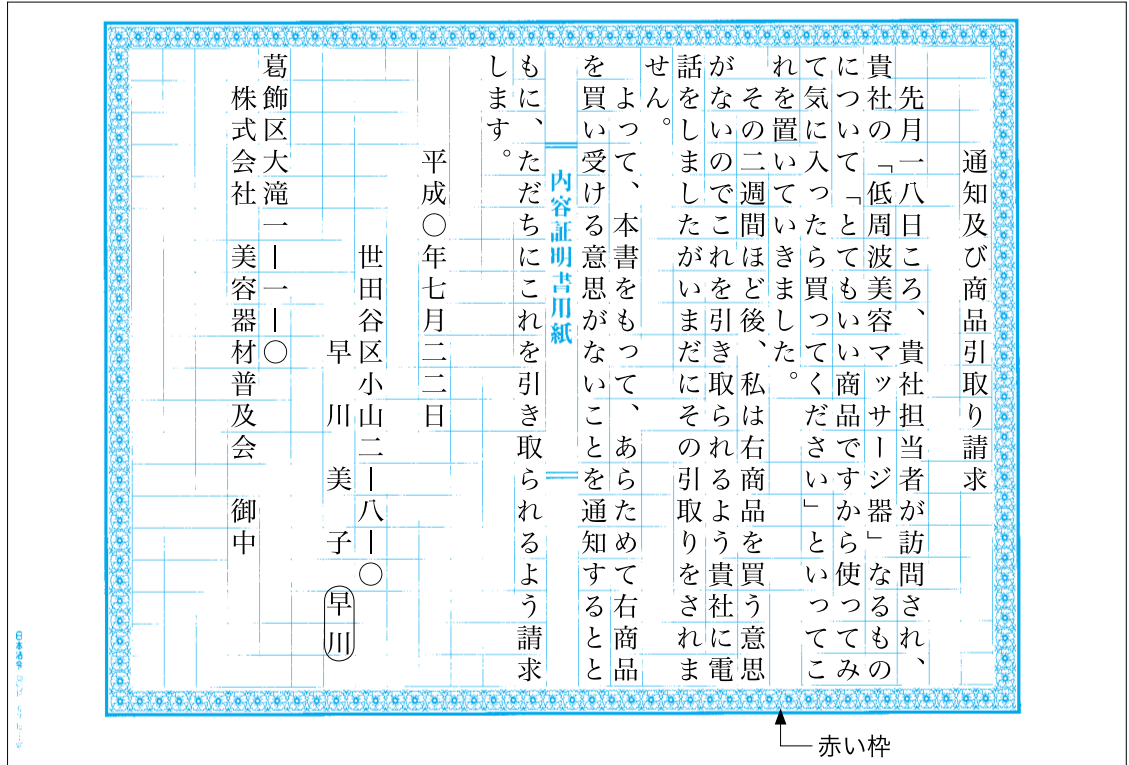 通知及び商品引取り請求
先月一八日ころ、貴社担当者が訪問され、
貴社の「低周波美容マッサージ器」なるもの
について「とてもいい商品ですから使ってみ
て気に入ったら買ってください」といってこ
れを置いていきました。
その二週間ほど後、私は右商品を買う意思
がないのでこれを引き取られるよう貴社に電
話をしましたがいまだにその引取りをされま
せん。
よって、本書をもって、あらためて右商品
を買い受ける意思がないことを通知するとと
内容証明書用紙
もに、ただちにこれを引き取られるよう請求
します。
平成〇年七月二二日
世田谷区小山二―八―〇
早川美子 早川
葛飾区大滝一―一一―〇
株式会社 美容器材普及会 御中
赤い枠
日本法令